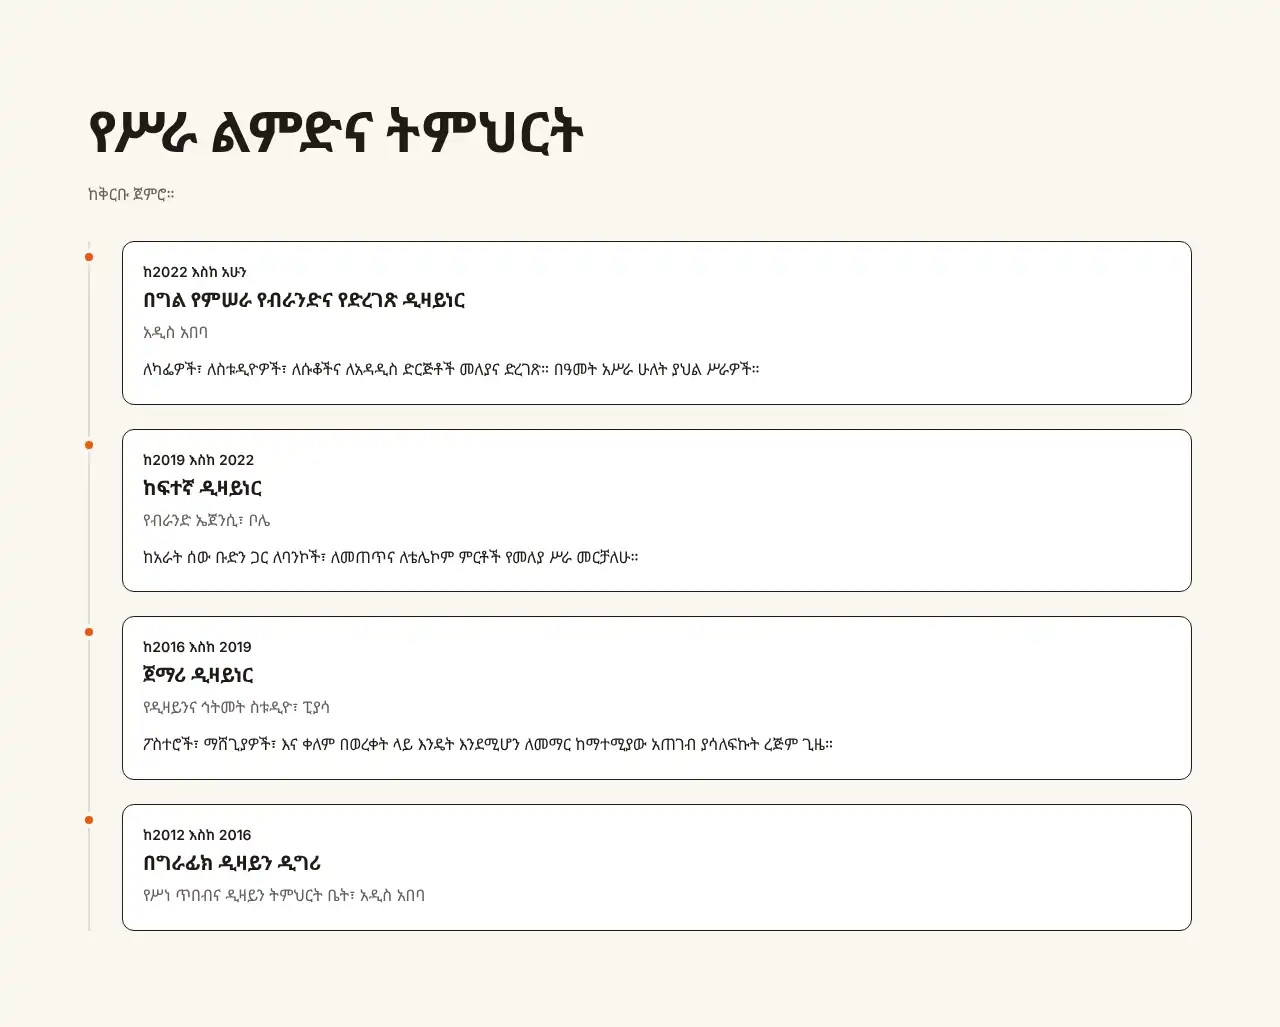 የሥራ ልምድና ትምህርት
ከቅርቡ ጀምሮ።
ከ2022 እስከ አሁን
በግል የምሠራ የብራንድና የድረገጽ ዲዛይነር
አዲስ አበባ
ለካፌዎች፣ ለስቱዲዮዎች፣ ለሱቆችና ለአዳዲስ ድርጅቶች መለያና ድረገጽ። በዓመት አሥራ ሁለት ያህል ሥራዎች።
ከ2019 እስከ 2022
ከፍተኛ ዲዛይነር
የብራንድ ኤጀንሲ፣ ቦሌ
ከአራት ሰው ቡድን ጋር ለባንኮች፣ ለመጠጥና ለቴሌኮም ምርቶች የመለያ ሥራ መርቻለሁ።
ከ2016 እስከ 2019
ጀማሪ ዲዛይነር
የዲዛይንና ኅትመት ስቱዲዮ፣ ፒያሳ
ፖስተሮች፣ ማሸጊያዎች፣ እና ቀለም በወረቀት ላይ እንዴት እንደሚሆን ለመማር ከማተሚያው አጠገብ ያሳለፍኩት ረጅም ጊዜ።
ከ2012 እስከ 2016
በግራፊክ ዲዛይን ዲግሪ
የሥነ ጥበብና ዲዛይን ትምህርት ቤት፣ አዲስ አበባ